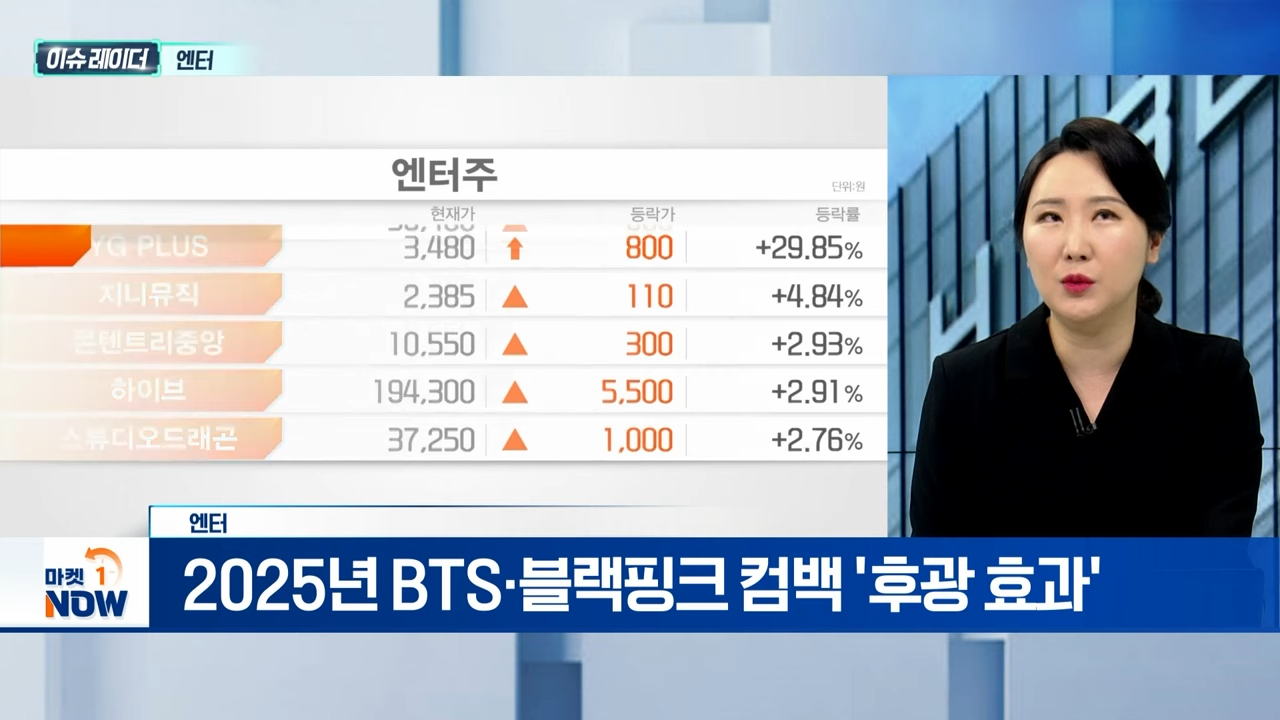 이슈 레이더 엔터
엔터주
단위:원
현재가 등락가 등락률
YG PLUS 3,480 800 +29.85%
지니뮤직 2,385 110 +4.84%
콘텐트리중앙 10,550 300 +2.93%
하이브 194,300 5,500 +2.91%
스튜디오드래곤 37,250 1,000 +2.76%
엔터
마켓 1
NOW
2025년 BTS·블랙핑크 컴백 '후광 효과'